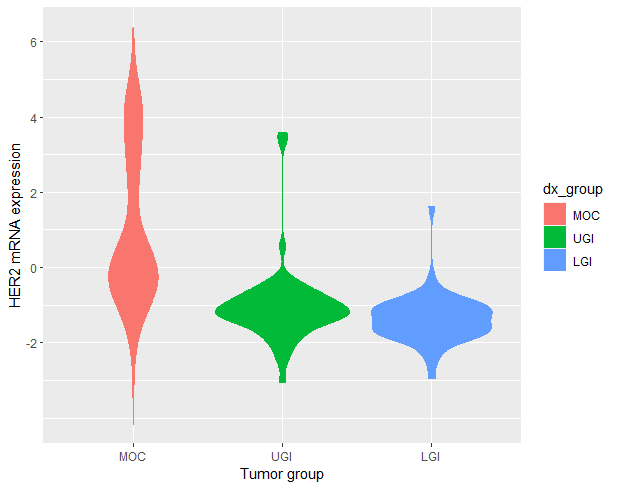 HER2 mRNA expression
6
4
2
0
-2
MOC
UGI
LGI
Tumor group
dx_group
MOC
UGI
LGI